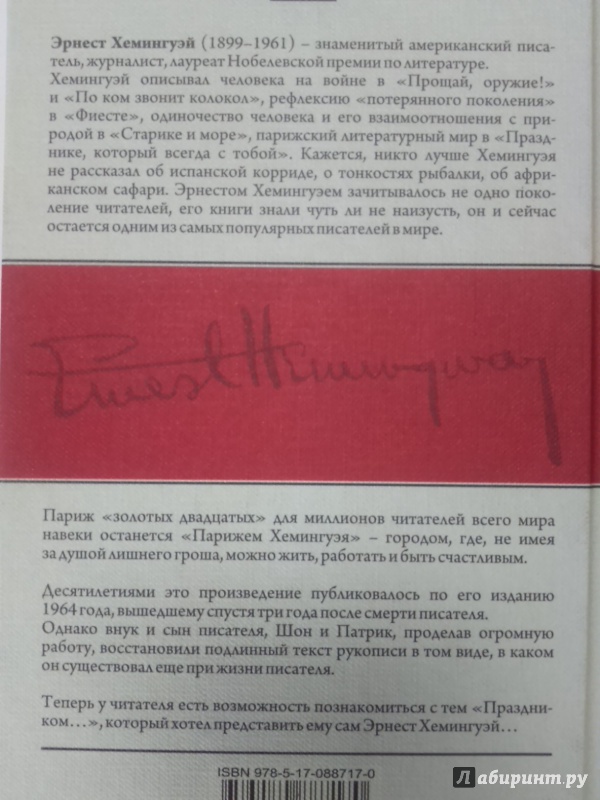 Эрнест Хемингуэй (1899–1961) – знаменитый американский писа-
тель, журналист, лауреат Нобелевской премии по литературе.
Хемингуэй описывал человека на войне в «Прощай, оружие!»
и «По ком звонит колокол», рефлексию «потерянного поколения»
в «Фиесте», одиночество человека и его взаимоотношения с при-
родой в «Старике и море», парижский литературный мир в «Празд-
нике, который всегда с тобой». Кажется, никто лучше Хемингуэя
не рассказал об испанской корриде, о тонкостях рыбалки, об афри-
канском сафари. Эрнестом Хемингуэем зачитывалось не одно поко-
ление читателей, его книги знали чуть ли не наизусть, он и сейчас
остается одним из самых популярных писателей в мире.
Ernest Hemingway
Париж «золотых двадцатых» для миллионов читателей всего мира
навеки останется «Парижем Хемингуэя» – городом, где, не имея
за душой лишнего гроша, можно жить, работать и быть счастливым.
Десятилетиями это произведение публиковалось по его изданию
1964 года, вышедшему спустя три года после смерти писателя.
Однако внук и сын писателя, Шон и Патрик, проделав огромную
работу, восстановили подлинный текст рукописи в том виде, в каком
он существовал еще при жизни писателя.
Теперь у читателя есть возможность познакомиться с тем «Праздни-
ком…», который хотел представить ему сам Эрнест Хемингуэй…
ISBN 978-5-17-088717-0
Лабиринт.ру